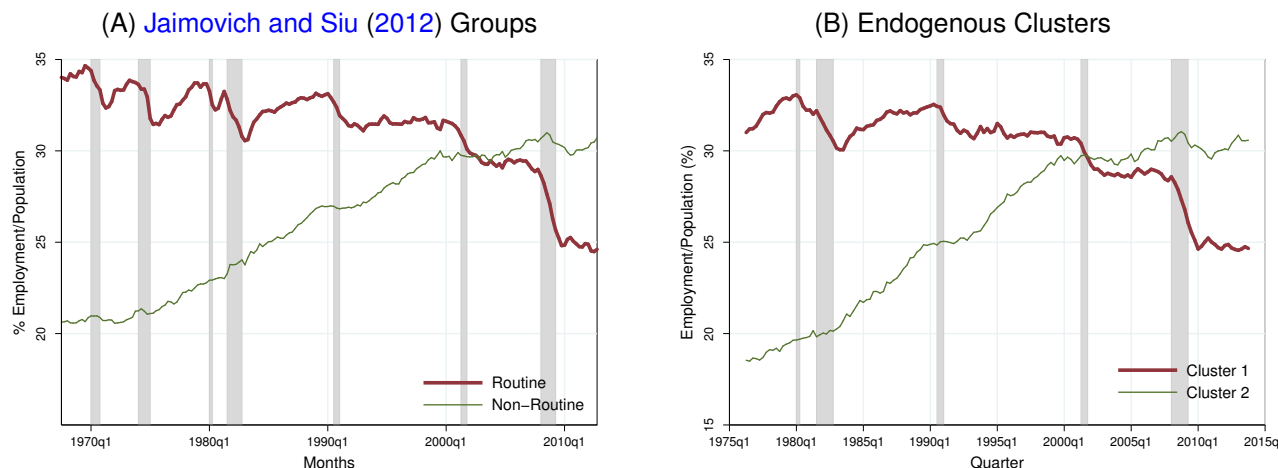 (A) Jaimovich and Siu (2012) Groups
% Employment/Population
35
30
25
20
Routine
Non−Routine
1970q1 1980q1 1990q1 2000q1 2010q1
Months
(B) Endogenous Clusters
Employment/Population (%)
35
30
25
20
15
Cluster 1
Cluster 2
1975q1 1980q1 1985q1 1990q1 1995q1 2000q1 2005q1 2010q1 2015q
Quarter